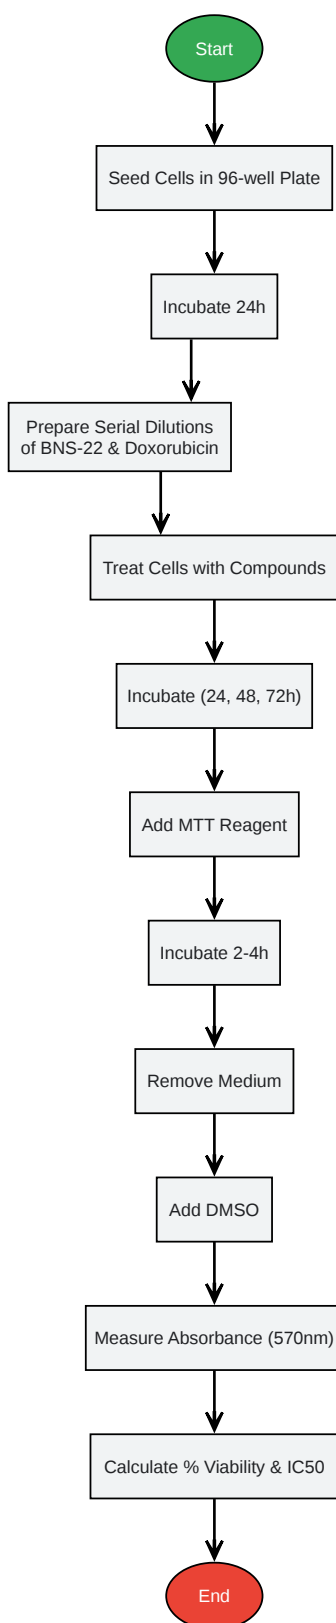 Start
Seed Cells in 96-well Plate
Incubate 24h
Prepare Serial Dilutions
of BNS-22 & Doxorubicin
Treat Cells with Compounds
Incubate (24, 48, 72h)
Add MTT Reagent
Incubate 2-4h
Remove Medium
Add DMSO
Measure Absorbance (570nm)
Calculate % Viability & IC50
End